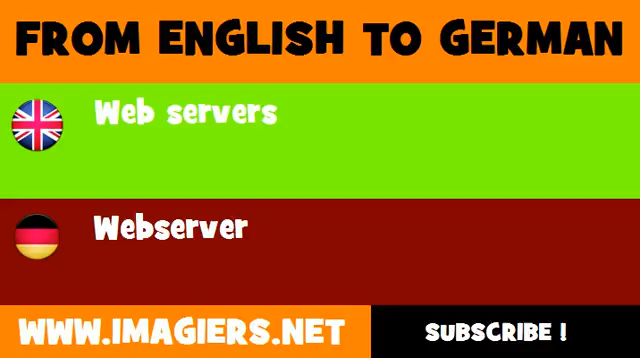 FROM ENGLISH TO GERMAN
Web servers
Webserver
WWW.IMAGIERS.NET
SUBSCRIBE !